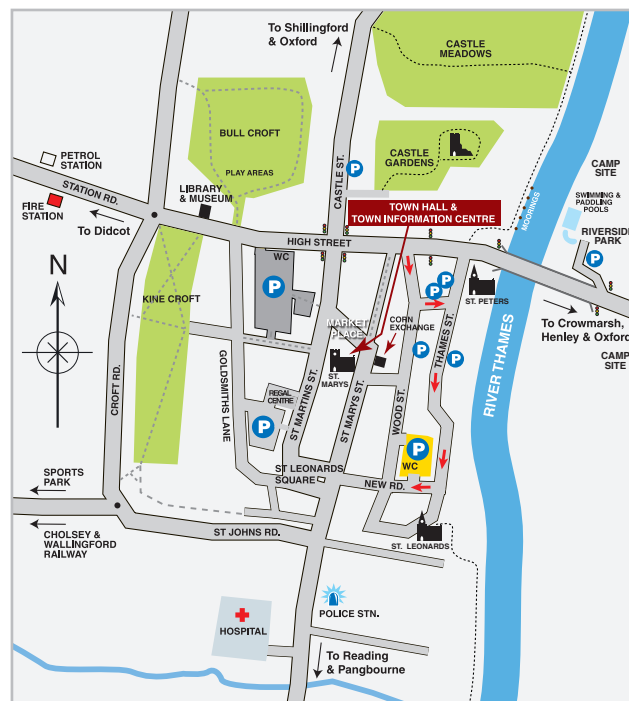 To Shillingford
& Oxford
CASTLE
MEADOWS
BULL CROFT
PLAY AREAS
CASTLE
GARDENS
CASTLE ST.
P
PETROL
STATION
STATION RD.
FIRE
STATION
To Didcot
LIBRARY
& MUSEUM
TOWN HALL &
TOWN INFORMATION CENTRE
HIGH STREET
CAMP
SITE
SWIMMING &
PADDLING
POOLS
MOORINGS
RIVERSIDE
PARK
P
WC
P
N
KINE CROFT
P
P
ST. PETERS
To Crowmarsh,
Henley & Oxford
CAMP
SITE
RIVER THAMES
MARKET
PLACE
CORN
EXCHANGE
THAMES ST.
P
P
ST.
MARYS
GOLDSMITHS LANE
CROFT RD.
REGAL
CENTRE
P
ST MARTINS ST.
ST MARYS ST.
WOOD ST.
P
WC
ST LEONARDS
SQUARE
NEW RD.
SPORTS
PARK
CHOLSEY &
WALLINGFORD
RAILWAY
ST JOHNS RD.
ST. LEONARDS
POLICE STN.
HOSPITAL
To Reading
& Pangbourne